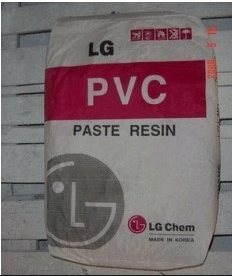 LG
PVC
PASTE RESIN
LG Chem
MADE IN KOREA